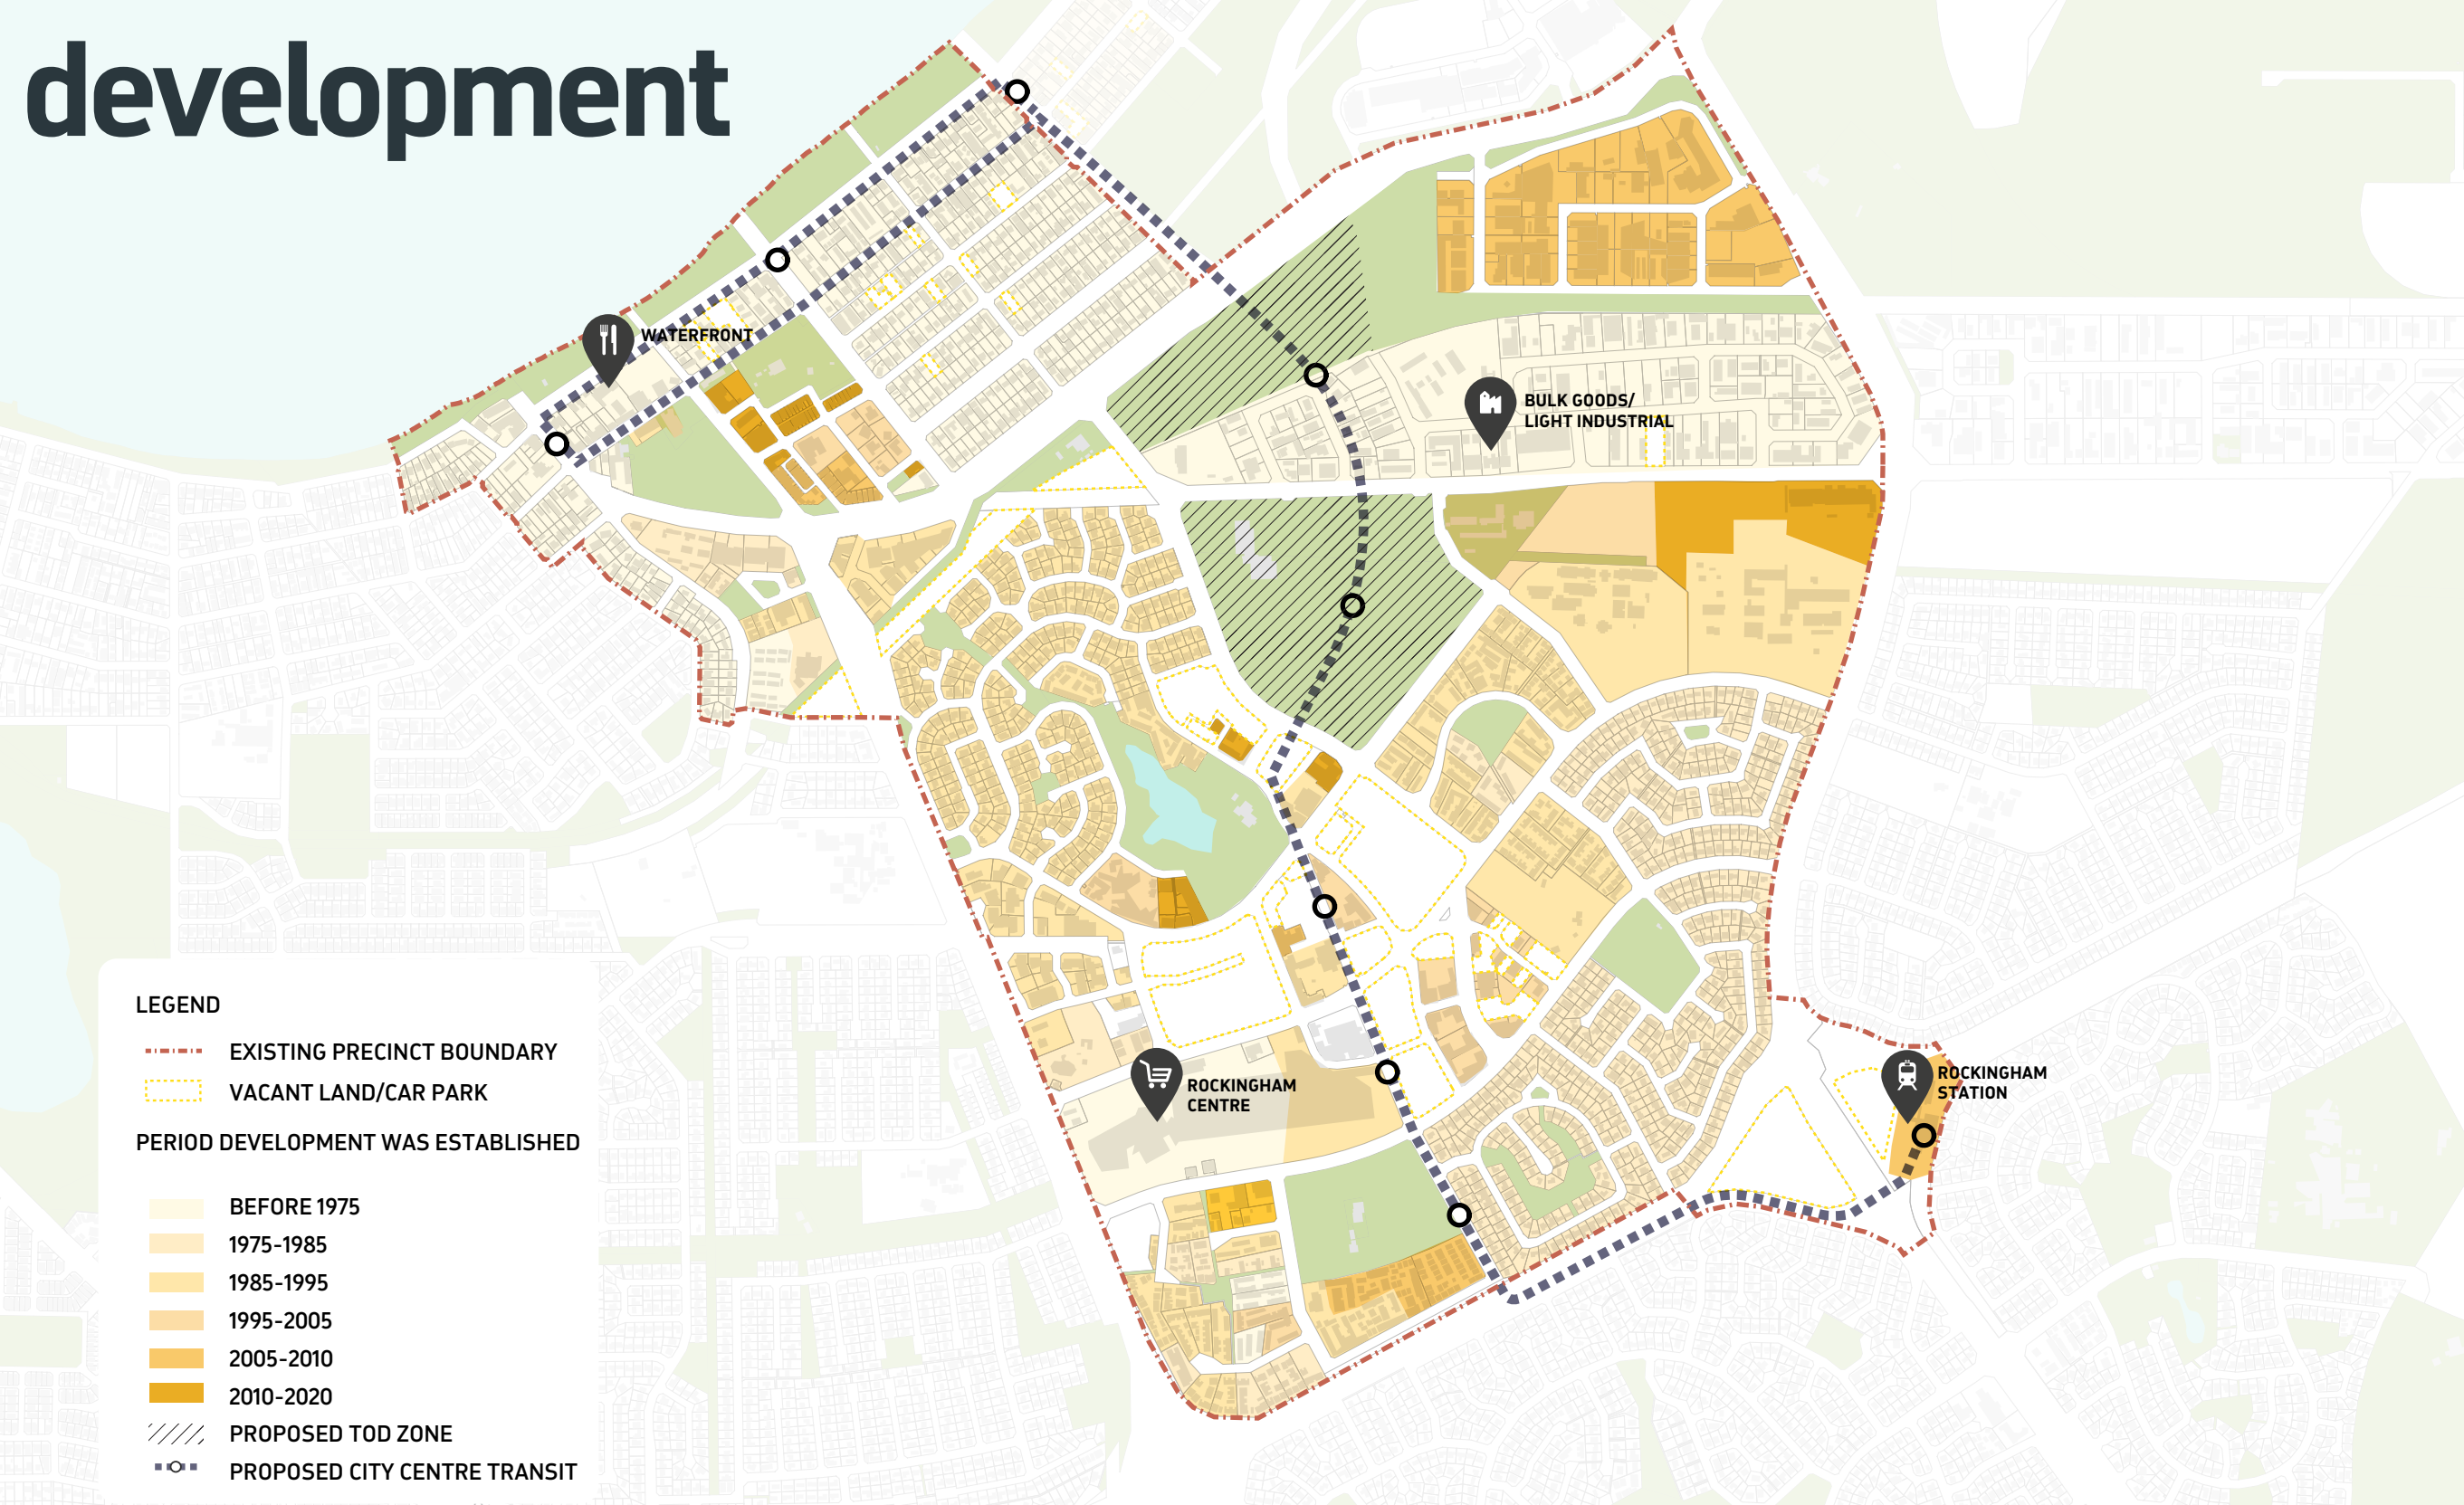 development
WATERFRONT
BULK GOODS/
LIGHT INDUSTRIAL
ROCKINGHAM
CENTRE
ROCKINGHAM
STATION
LEGEND
EXISTING PRECINCT BOUNDARY
VACANT LAND/CAR PARK
PERIOD DEVELOPMENT WAS ESTABLISHED
BEFORE 1975
1975-1985
1985-1995
1995-2005
2005-2010
2010-2020
PROPOSED TOD ZONE
PROPOSED CITY CENTRE TRANSIT